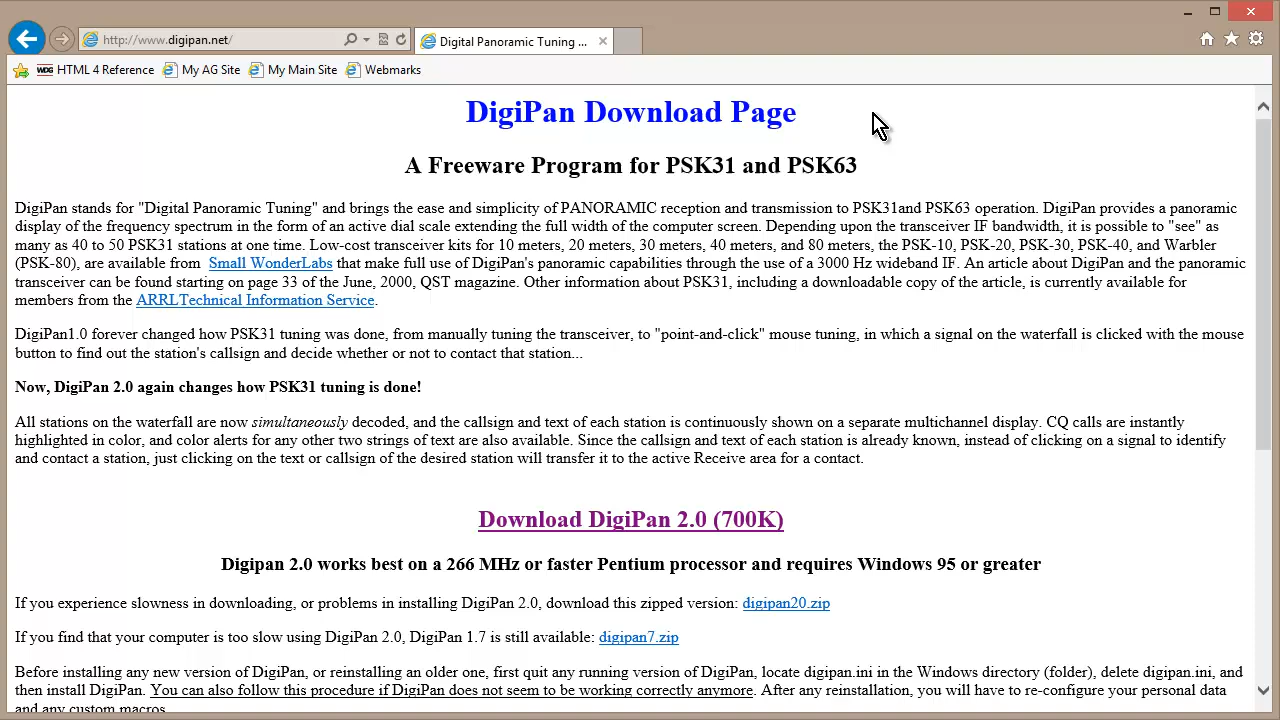 http://www.digipan.net/
Digital Panoramic Tuning ...
WDG HTML 4 Reference
My AG Site
My Main Site
Webmarks
DigiPan Download Page
A Freeware Program for PSK31 and PSK63
DigiPan stands for "Digital Panoramic Tuning" and brings the ease and simplicity of PANORAMIC reception and transmission to PSK31and PSK63 operation. DigiPan provides a panoramic
display of the frequency spectrum in the form of an active dial scale extending the full width of the computer screen. Depending upon the transceiver IF bandwidth, it is possible to "see" as
many as 40 to 50 PSK31 stations at one time. Low-cost transceiver kits for 10 meters, 20 meters, 30 meters, 40 meters, and 80 meters, the PSK-10, PSK-20, PSK-30, PSK-40, and Warbler
(PSK-80), are available from Small WonderLabs that make full use of DigiPan's panoramic capabilities through the use of a 3000 Hz wideband IF. An article about DigiPan and the panoramic
transceiver can be found starting on page 33 of the June, 2000, QST magazine. Other information about PSK31, including a downloadable copy of the article, is currently available for
members from the ARRLTechnical Information Service.
DigiPan1.0 forever changed how PSK31 tuning was done, from manually tuning the transceiver, to "point-and-click" mouse tuning, in which a signal on the waterfall is clicked with the mouse
button to find out the station's callsign and decide whether or not to contact that station...
Now, DigiPan 2.0 again changes how PSK31 tuning is done!
All stations on the waterfall are now simultaneously decoded, and the callsign and text of each station is continuously shown on a separate multichannel display. CQ calls are instantly
highlighted in color, and color alerts for any other two strings of text are also available. Since the callsign and text of each station is already known, instead of clicking on a signal to identify
and contact a station, just clicking on the text or callsign of the desired station will transfer it to the active Receive area for a contact.
Download DigiPan 2.0 (700K)
Digipan 2.0 works best on a 266 MHz or faster Pentium processor and requires Windows 95 or greater
If you experience slowness in downloading, or problems in installing DigiPan 2.0, download this zipped version: digipan20.zip
If you find that your computer is too slow using DigiPan 2.0, DigiPan 1.7 is still available: digipan7.zip
Before installing any new version of DigiPan, or reinstalling an older one, first quit any running version of DigiPan, locate digipan.ini in the Windows directory (folder), delete digipan.ini, and
then install DigiPan. You can also follow this procedure if DigiPan does not seem to be working correctly anymore. After any reinstallation, you will have to re-configure your personal data
and any custom macros.